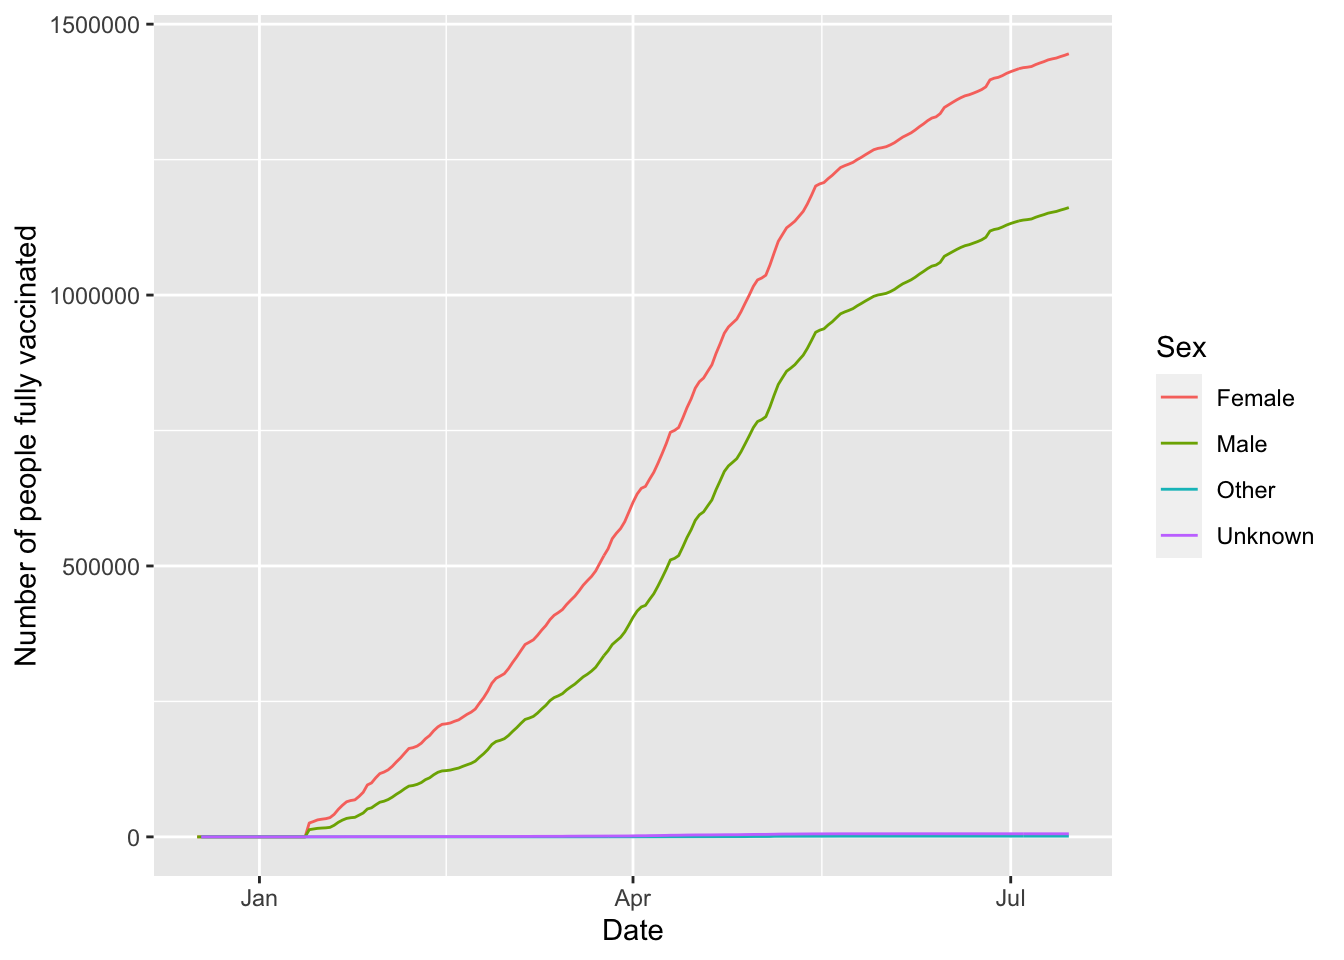 1500000
1000000
500000
0
Number of people fully vaccinated
Jan
Apr
Jul
Date
Sex
Female
Male
Other
Unknown